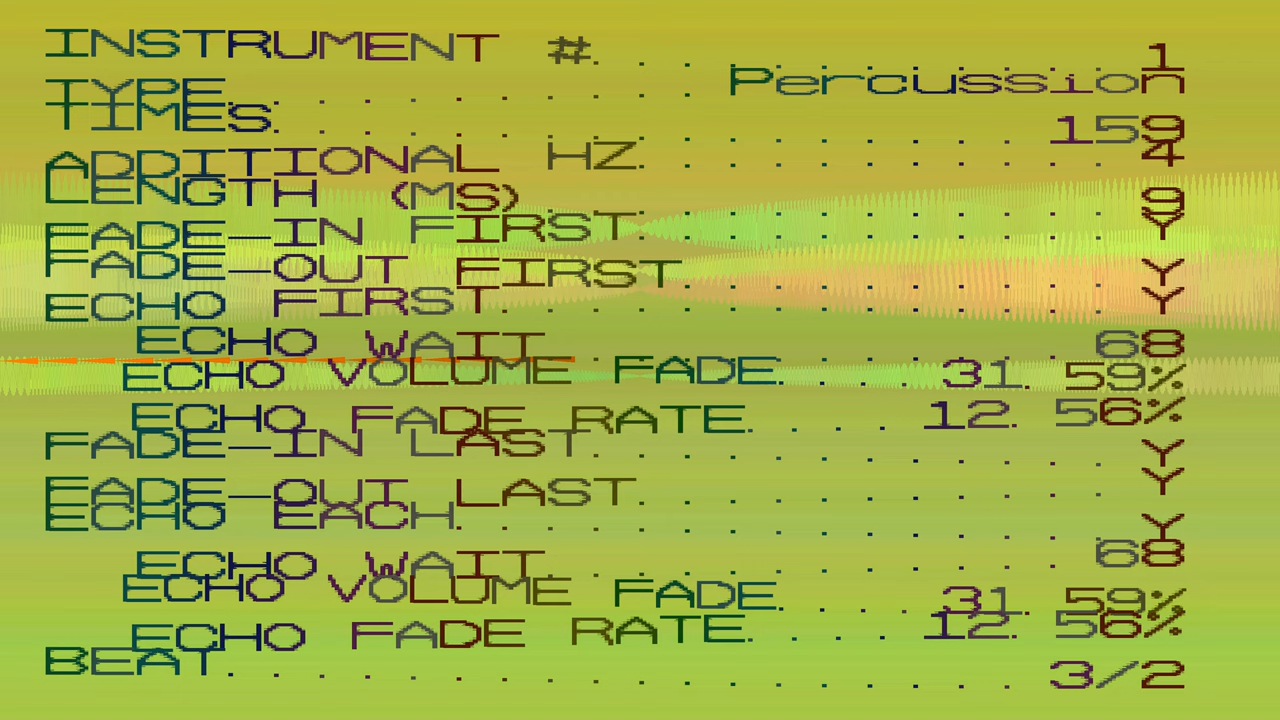 INSTRUMENT #. . . . . . . . . . . . 1
TYPE. . . . . . . . . . Percussion
TIMES. . . . . . . . . . . . . . . . . 159
ADDITIONAL HZ. . . . . . . . . . . 4
LENGTH (MS). . . . . . . . . . . . . 9
FADE-IN FIRST. . . . . . . . . . . Y
FADE-OUT FIRST. . . . . . . . . . Y
ECHO FIRST. . . . . . . . . . . . . . Y
ECHO WAIT. . . . . . . . . . . . 68
ECHO VOLUME FADE. . . . 31. 59%
ECHO FADE RATE. . . . . 12. 56%
FADE-IN LAST. . . . . . . . . . . . Y
FADE-OUT LAST. . . . . . . . . . . Y
ECHO EACH. . . . . . . . . . . . . . . Y
ECHO WAIT. . . . . . . . . . . . 68
ECHO VOLUME FADE. . . . 31. 59%
ECHO FADE RATE. . . . . 12. 56%
BEAT. . . . . . . . . . . . . . . . . . 3/2